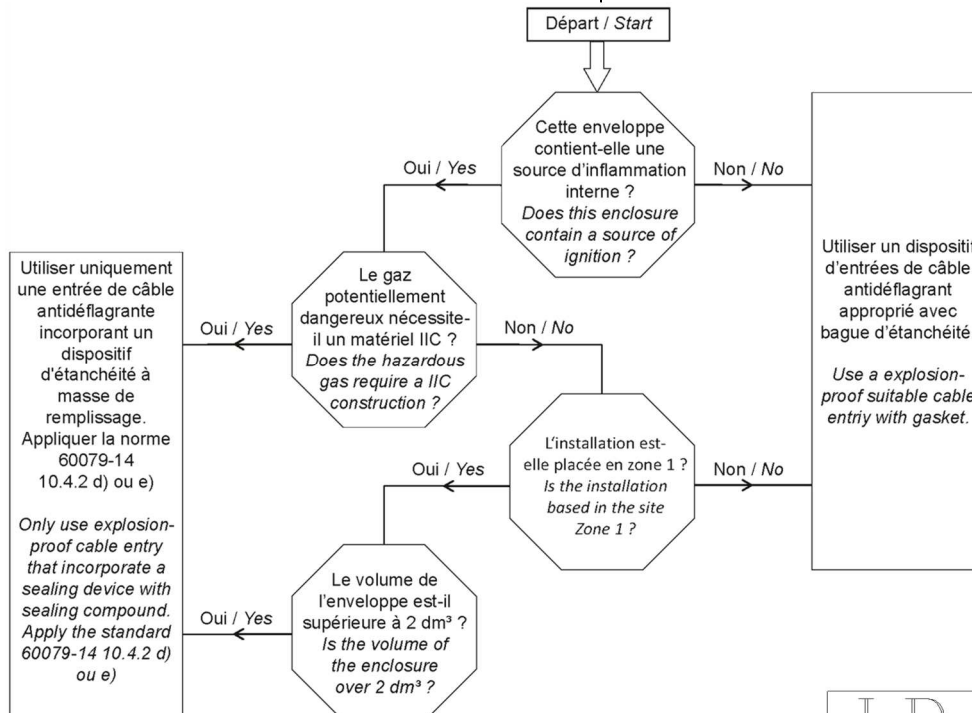 Départ / Start
Cette enveloppe
contient-elle une
source d'inflammation
interne ?
Does this enclosure
contain a source of
ignition ?
Oui / Yes
Non / No
Utiliser un dispositif
d'entrées de câble
antidéflagrant
approprié avec
bague d'étanchéité
Use a explosion-
proof suitable cable
entriy with gasket.
Le gaz
potentiellement
dangereux nécessite-
il un matériel IIC ?
Does the hazardous
gas require a IIC
construction ?
Oui / Yes
Non / No
Utiliser uniquement
une entrée de câble
antidéflagrante
incorporant un
dispositif
d'étanchéité à
masse de
remplissage.
Appliquer la norme
60079-14
10.4.2 d) ou e)
Only use explosion-
proof cable entry
that incorporate a
sealing device with
sealing compound.
Apply the standard
60079-14 10.4.2 d)
ou e)
L'installation est-
elle placée en zone 1 ?
Is the installation
based in the site
Zone 1 ?
Oui / Yes
Non / No
Le volume de
l'enveloppe est-il
supérieure à 2 dm³ ?
Is the volume of
the enclosure
over 2 dm³ ?
Oui / Yes